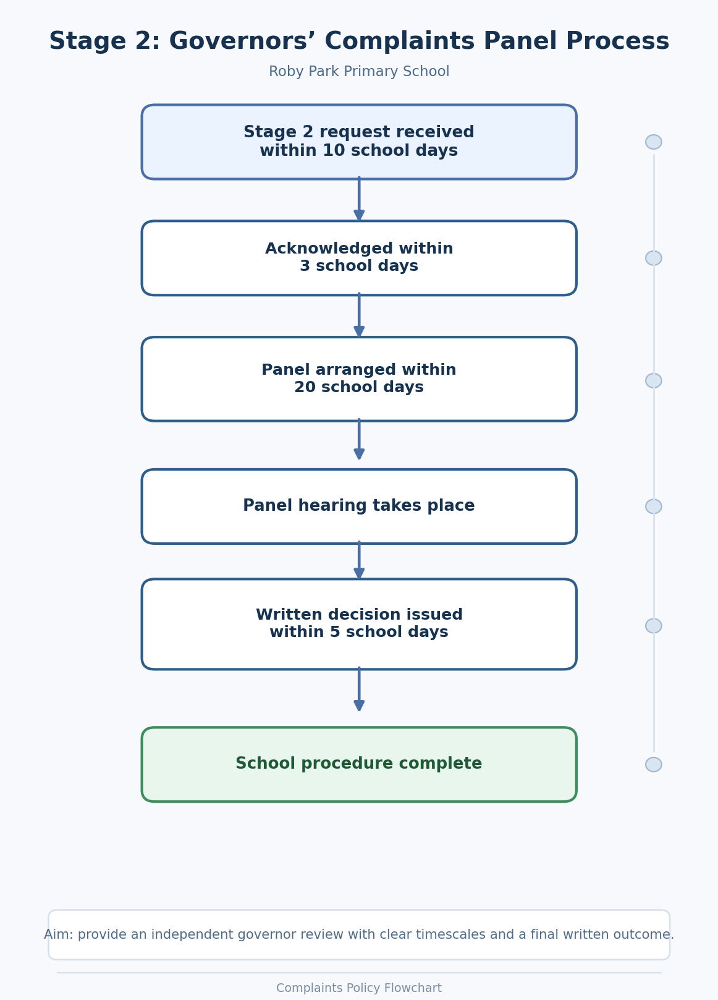 Stage 2: Governors’ Complaints Panel Process
Roby Park Primary School
Stage 2 request received
within 10 school days
Acknowledged within
3 school days
Panel arranged within
20 school days
Panel hearing takes place
Written decision issued
within 5 school days
School procedure complete
Aim: provide an independent governor review with clear timescales and a final written outcome.
Complaints Policy Flowchart